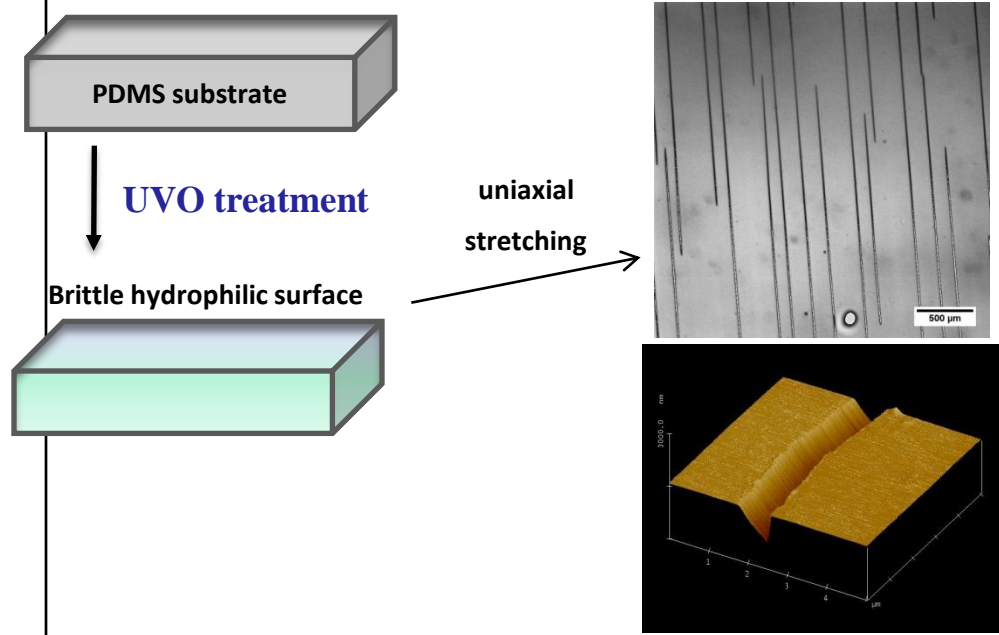 PDMS substrate
UVO treatment
uniaxial
stretching
Brittle hydrophilic surface
500 µm
3000.0 nm
1
2
3
4
µm